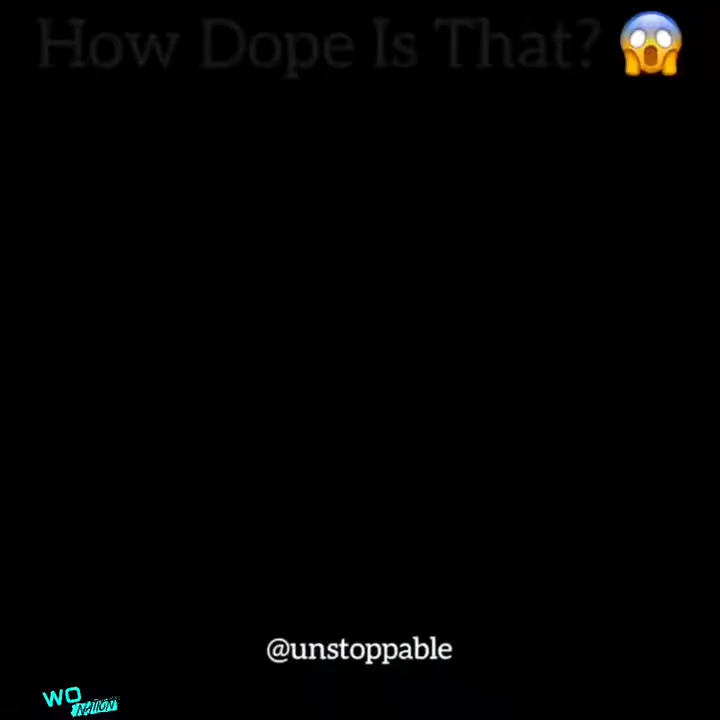 How Dope Is That? 😱
@unstoppable
WO
NATION